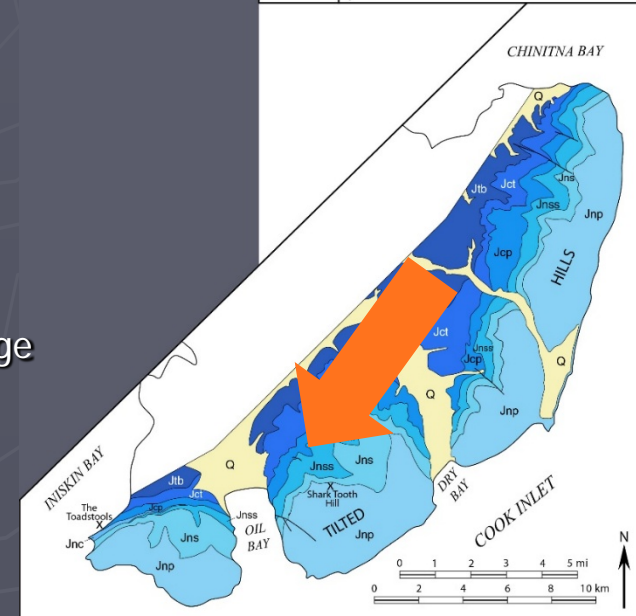 CHINITNA BAY
Q
Jtb
Jct
Jns
Jnss
Jnp
Jcp
HILLS
ge
Jct
Jnss
Jcp
Q
Q
Jnp
INISKIN BAY
Jtb
Q
Jct
Jnss
Jns
The
Toadstools
X
Jcp
X
Shark Tooth
Hill
DRY
BAY
Jnss
OIL
BAY
TILTED
COOK INLET
Jnc
Jns
Jnp
Jnp
N
0 1 2 3 4 5 mi
0 2 4 6 8 10 km